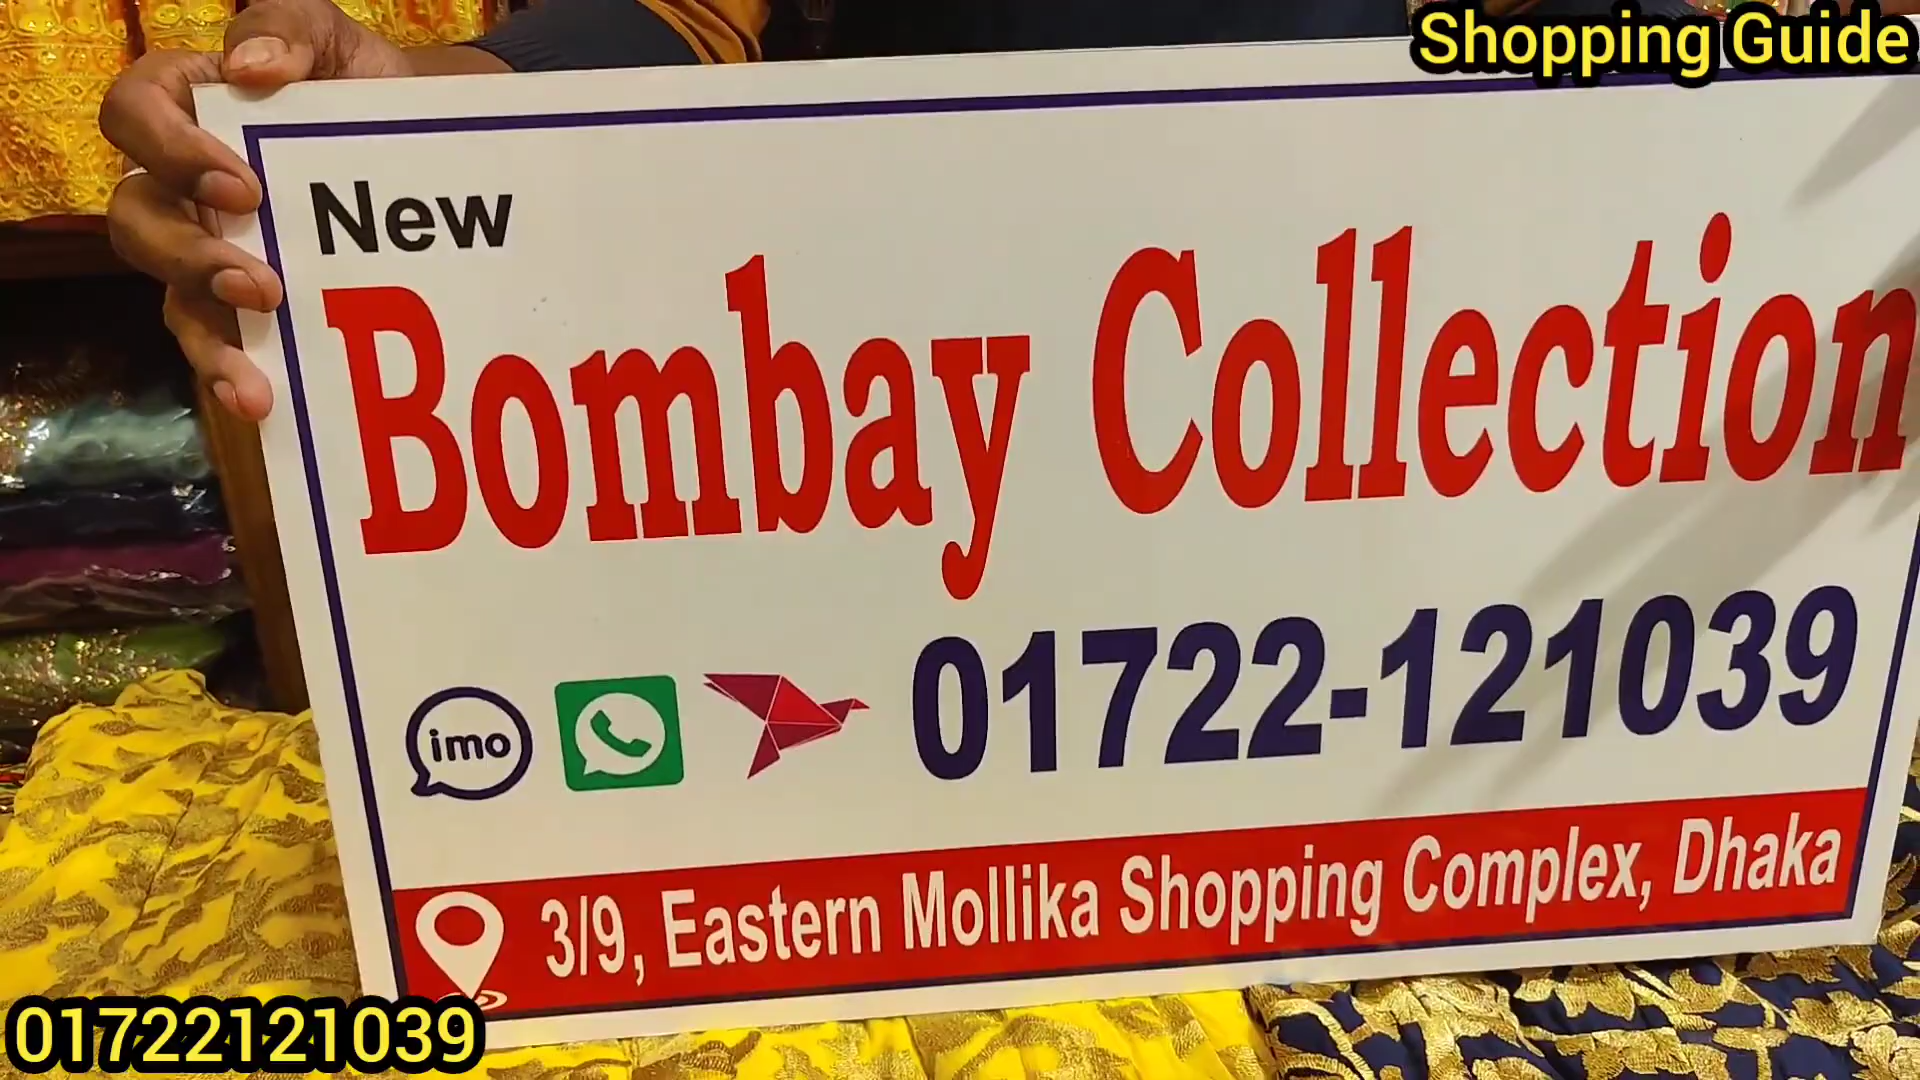 Shopping Guide
New
Bombay Collection
imo 01722-121039
3/9, Eastern Mollika Shopping Complex, Dhaka
01722121039